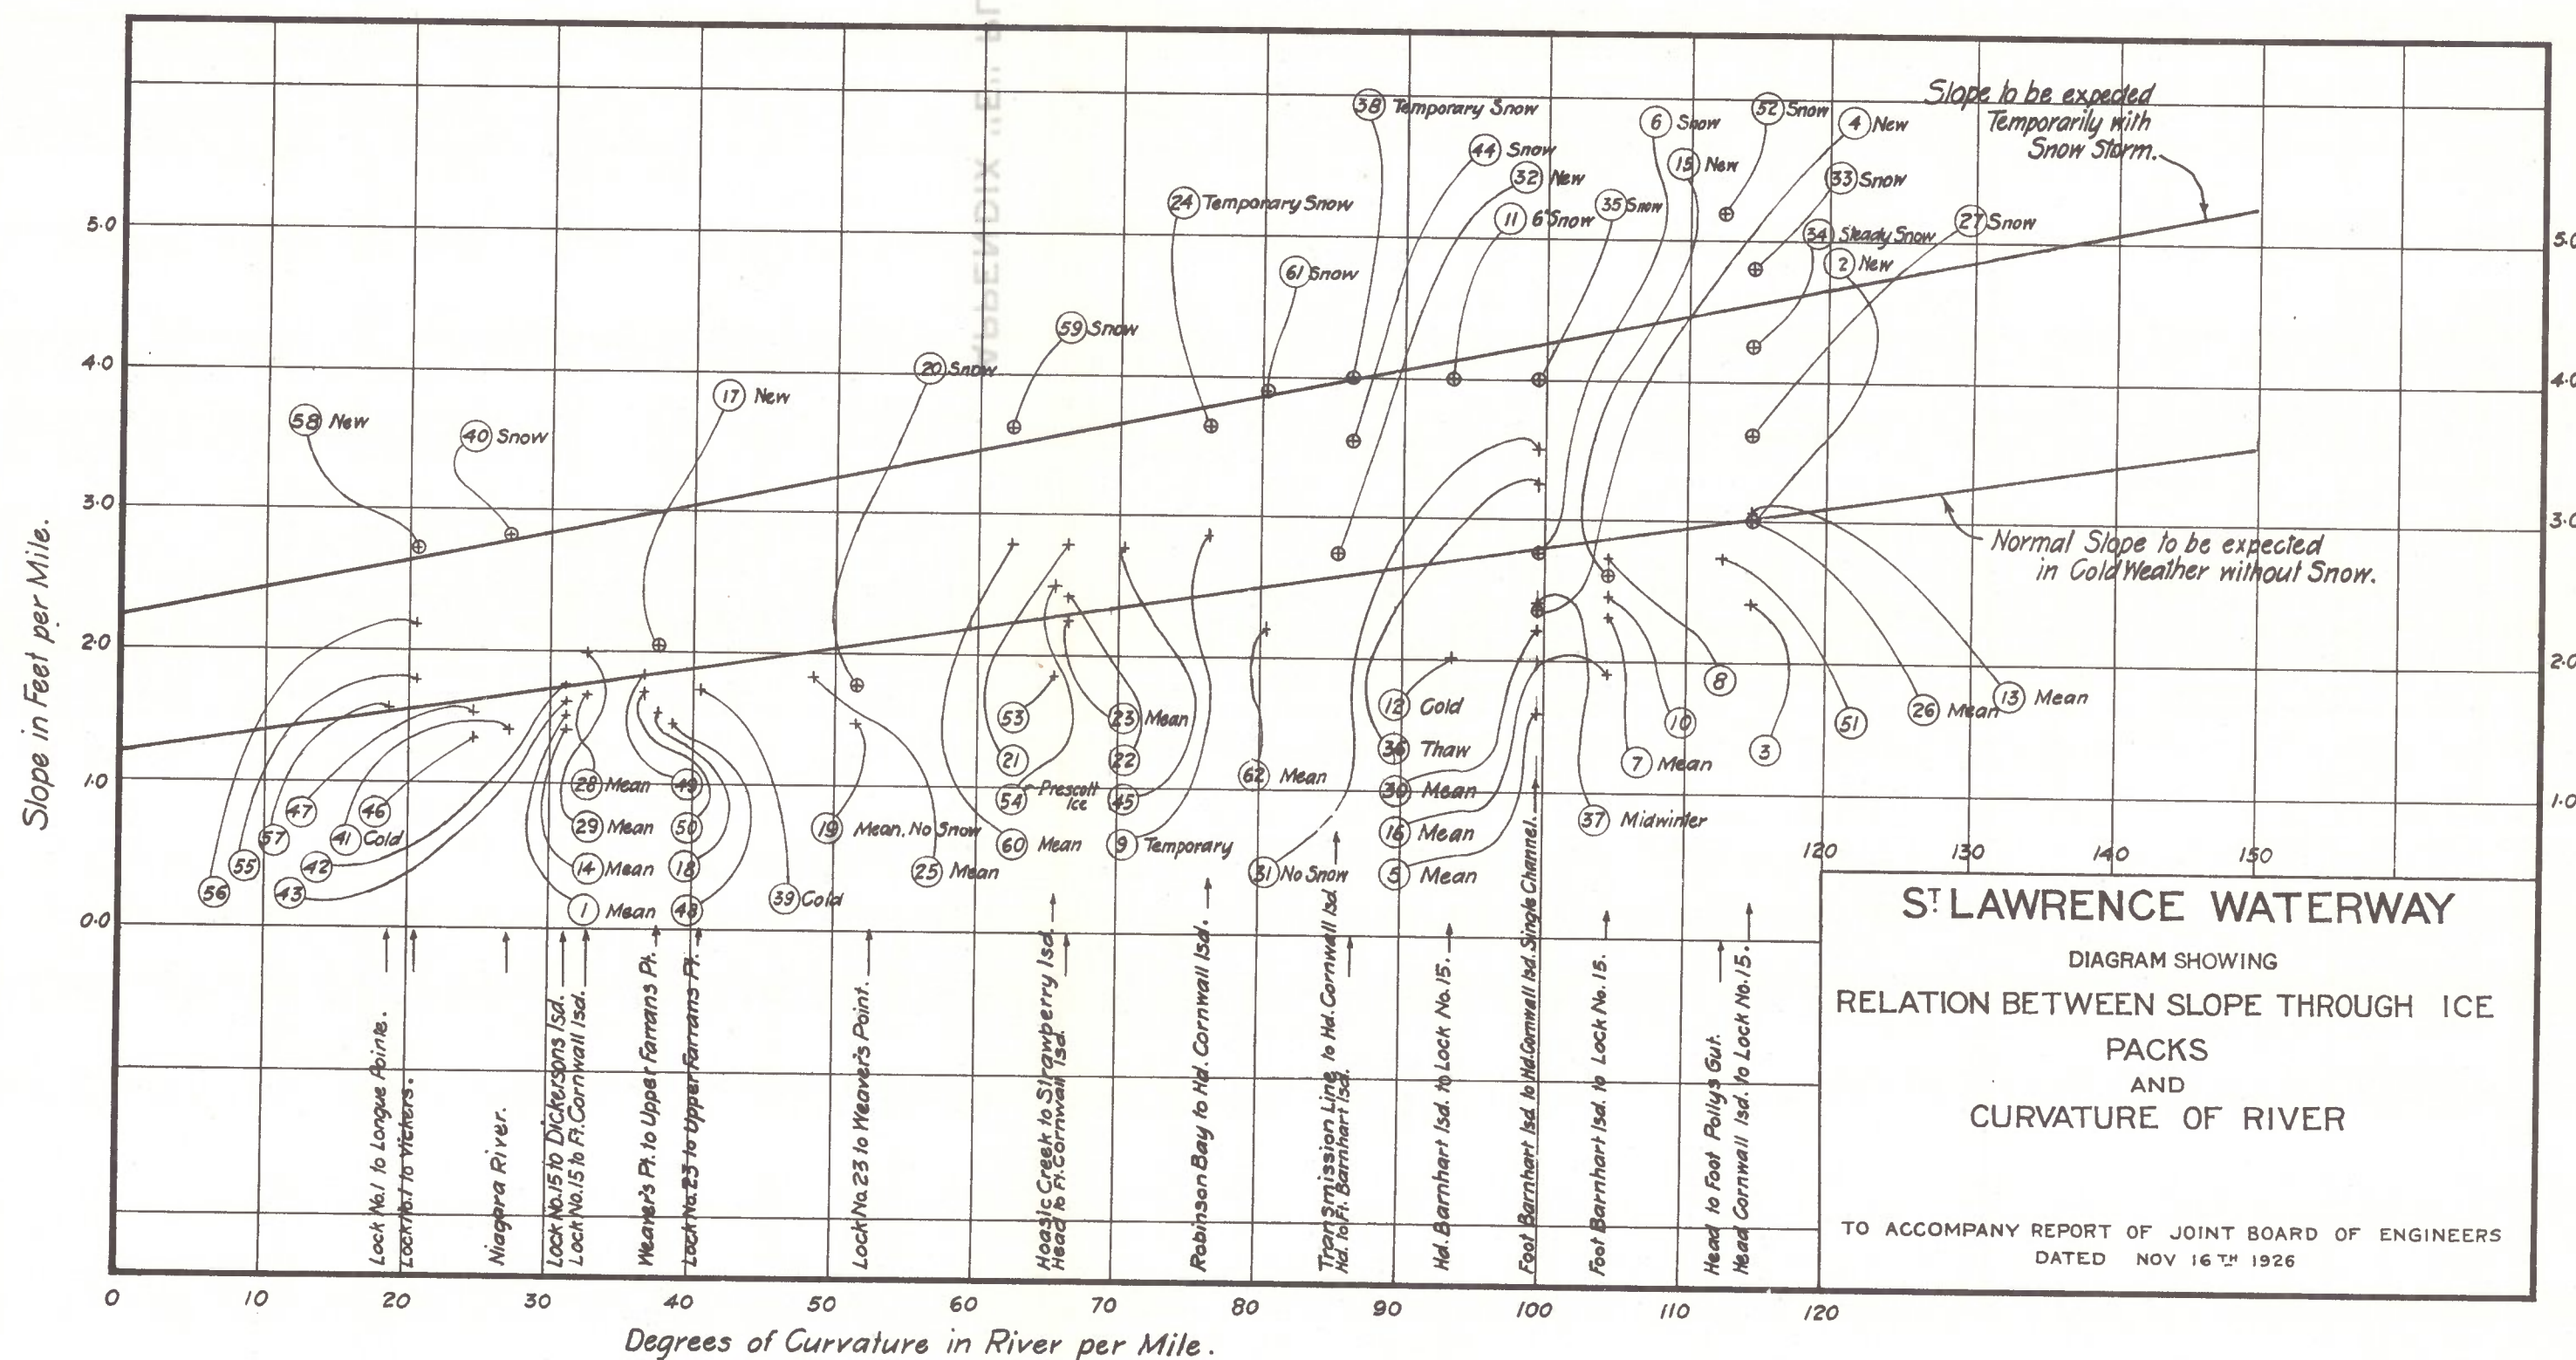 Slope to be expected
Temporarily with
Snow Storm.
38 Temporary Snow
6 Snow
52 Snow
4 New
44 Snow
15 New
32 New
33 Snow
24 Temporary Snow
11 6" Snow
35 Snow
27 Snow
34 Steady Snow
2 New
61 Snow
59 Snow
20 Snow
17 New
58 New
40 Snow
5.0
4.0
3.0
2.0
1.0
0.0
5.0
4.0
3.0
2.0
1.0
Slope in Feet per Mile.
Normal Slope to be expected
in Cold Weather without Snow.
56
55
57
47
46
41 Cold
42
43
28 Mean
29 Mean
14 Mean
1 Mean
49
50
18
48
39 Cold
19 Mean, No Snow
25 Mean
53
21
54 Prescott
Ice
60 Mean
23 Mean
22
45
9 Temporary
62 Mean
31 No Snow
12 Cold
36 Thaw
30 Mean
16 Mean
5 Mean
37 Midwinter
7 Mean
10
8
3
51
26 Mean
13 Mean
120 130 140 150
Lock No.1 to Longue Pointe.
Lock No.1 to Vickers.
Niagara River.
Lock No.15 to Dickersons Isd.
Lock No.15 to Ft. Cornwall Isd.
Weaver's Pt. to Upper Farrans Pt.
Lock No.23 to Upper Farrans Pt.
Lock No.23 to Weaver's Point.
Hoasic Creek to Strawberry Isd.
Head to Ft. Cornwall Isd.
Robinson Bay to Hd. Cornwall Isd.
Transmission Line to Hd. Cornwall Isd.
Hd. to Ft. Barnhart Isd.
Hd. Barnhart Isd. to Lock No.15.
Foot Barnhart Isd. to Hd. Cornwall Isd. Single Channel.
Foot Barnhart Isd. to Lock No. 15.
Head to Foot Pollys Gut.
Head Cornwall Isd. to Lock No.15.
0 10 20 30 40 50 60 70 80 90 100 110 120
Degrees of Curvature in River per Mile.
ST. LAWRENCE WATERWAY
DIAGRAM SHOWING
RELATION BETWEEN SLOPE THROUGH ICE
PACKS
AND
CURVATURE OF RIVER
TO ACCOMPANY REPORT OF JOINT BOARD OF ENGINEERS
DATED NOV 16TH 1926